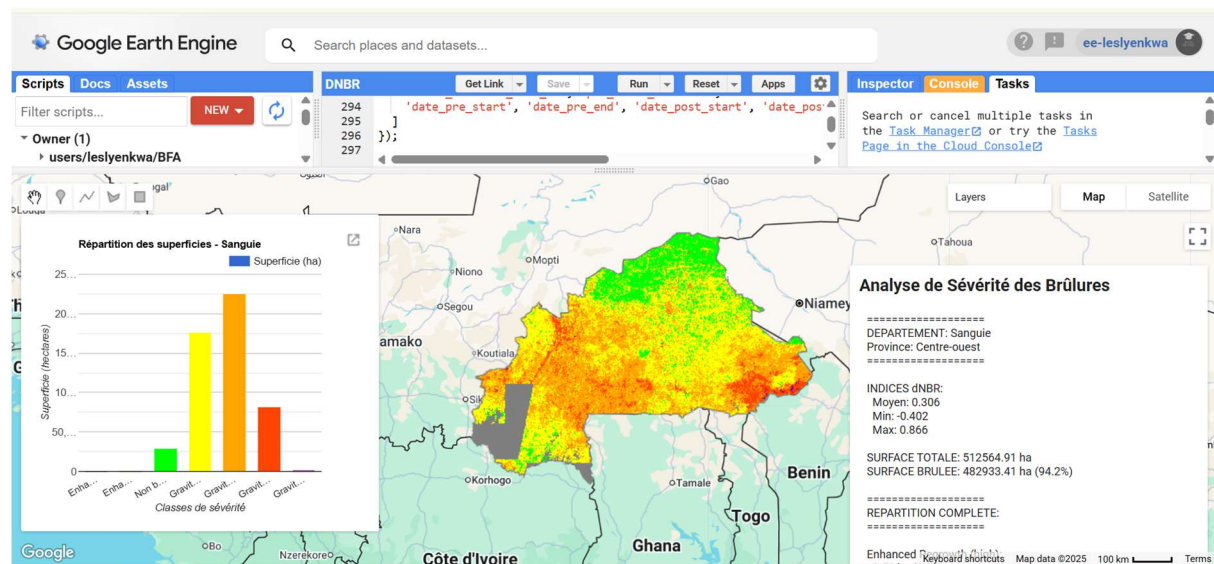 Google Earth Engine
Search places and datasets...
ee-leslyenkwa
Scripts Docs Assets
Filter scripts...
NEW
Owner (1)
users/leslyenkwa/BFA
DNBR
Get Link
Save
Run
Reset
Apps
294 'date_pre_start', 'date_pre_end', 'date_post_start', 'date_pos
295 ]
296 });
297
Inspector Console Tasks
Search or cancel multiple tasks in
the Task Manager or try the Tasks
Page in the Cloud Console
Layers
Map
Satellite
Répartition des superficies - Sanguie
Superficie (ha)
Superficie (hectares)
25...
20...
15...
10...
50,...
0
Enha...
Enha...
Non b...
Gravit...
Gravit...
Gravit...
Gravit...
Classes de sévérité
Gao
Nara
Mopti
Niono
Segou
Tahoua
Niamey
amako
Koutiala
Sik
Korhogo
Tamale
Benin
Togo
Ghana
Côte d'Ivoire
Bo
Nzerekore
Google
Analyse de Sévérité des Brûlures
===================
DEPARTEMENT: Sanguie
Province: Centre-ouest
===================
INDICES dNBR:
Moyen: 0.306
Min: -0.402
Max: 0.866
SURFACE TOTALE: 512564.91 ha
SURFACE BRULEE: 482933.41 ha (94.2%)
===================
REPARTITION COMPLETE:
===================
Enhanced Regrowth (high):
Keyboard shortcuts
Map data ©2025
100 km
Terms